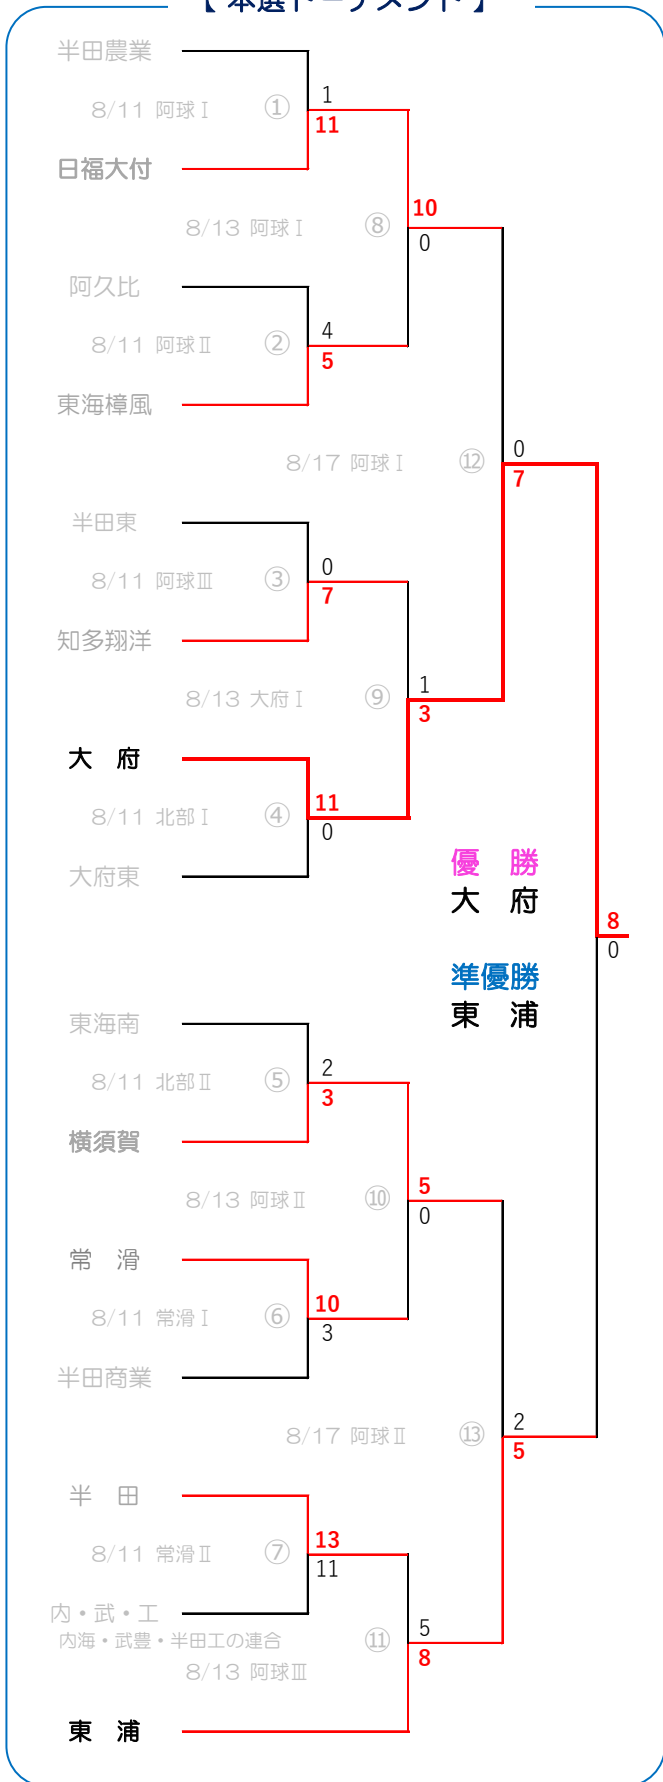 【 本選トーナメント 】
半田農業
1
8/11 阿球Ⅰ ①
11
日福大付
10
8/13 阿球Ⅰ ⑧
0
阿久比
4
8/11 阿球Ⅱ ②
5
東海樟風
0
8/17 阿球Ⅰ ⑫
7
半田東
0
8/11 阿球Ⅲ ③
7
知多翔洋
1
8/13 大府Ⅰ ⑨
3
大 府
11
8/11 北部Ⅰ ④
0
大府東
優 勝
大 府
8
0
準優勝
東 浦
東海南
2
8/11 北部Ⅱ ⑤
3
横須賀
5
8/13 阿球Ⅱ ⑩
0
常 滑
10
8/11 常滑Ⅰ ⑥
3
半田商業
2
8/17 阿球Ⅱ ⑬
5
半 田
13
8/11 常滑Ⅱ ⑦
11
内・武・工
内海・武豊・半田工の連合
5
⑪
8
8/13 阿球Ⅲ
東 浦